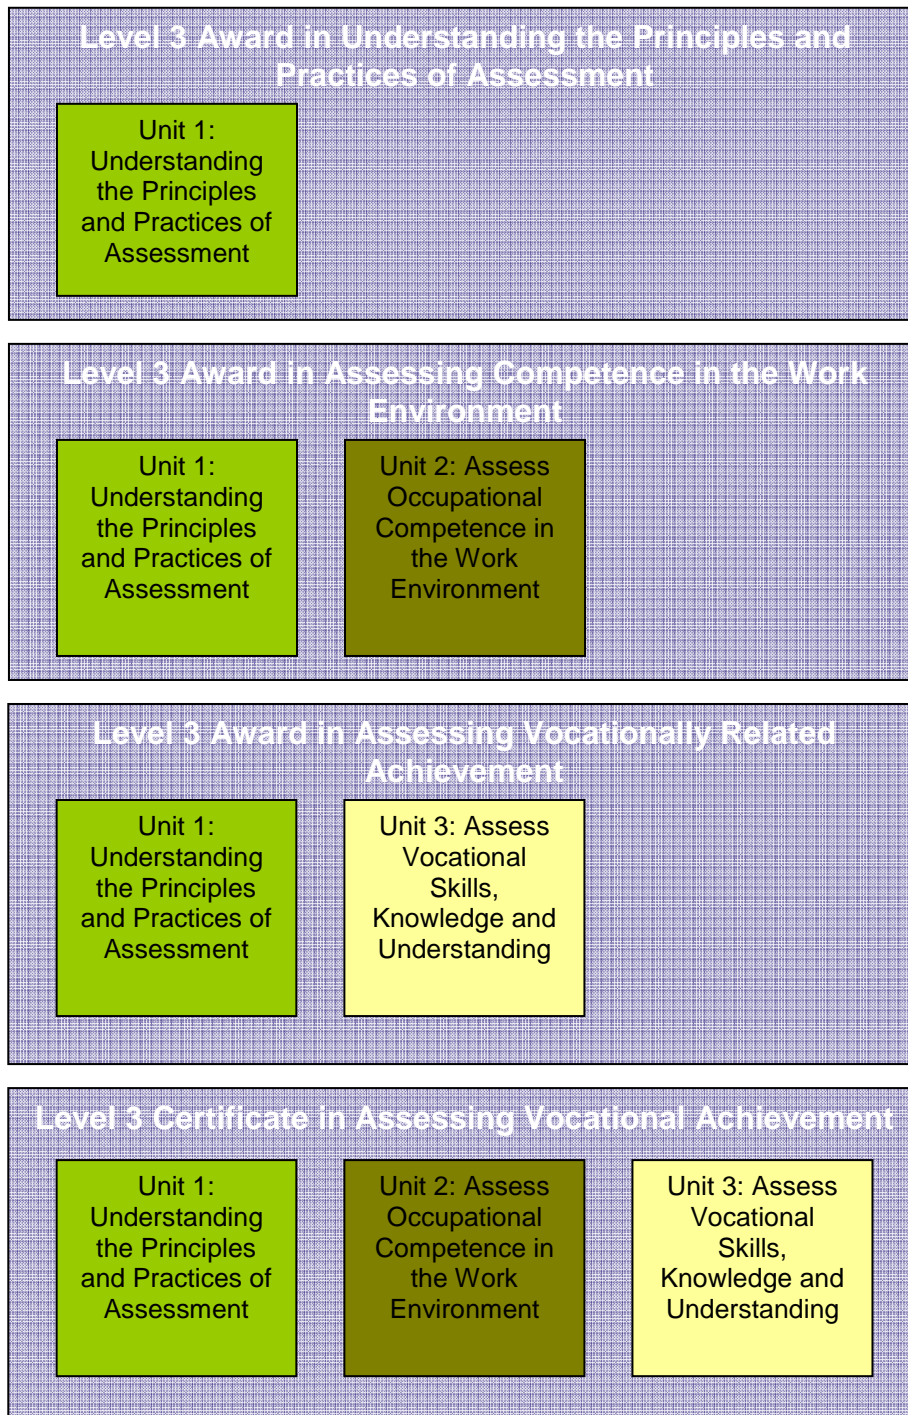 Level 3 Award in Understanding the Principles and
Practices of Assessment
Unit 1:
Understanding
the Principles
and Practices of
Assessment
Level 3 Award in Assessing Competence in the Work
Environment
Unit 1:
Understanding
the Principles
and Practices of
Assessment
Unit 2: Assess
Occupational
Competence in
the Work
Environment
Level 3 Award in Assessing Vocationally Related
Achievement
Unit 1:
Understanding
the Principles
and Practices of
Assessment
Unit 3: Assess
Vocational
Skills,
Knowledge and
Understanding
Level 3 Certificate in Assessing Vocational Achievement
Unit 1:
Understanding
the Principles
and Practices of
Assessment
Unit 2: Assess
Occupational
Competence in
the Work
Environment
Unit 3: Assess
Vocational
Skills,
Knowledge and
Understanding